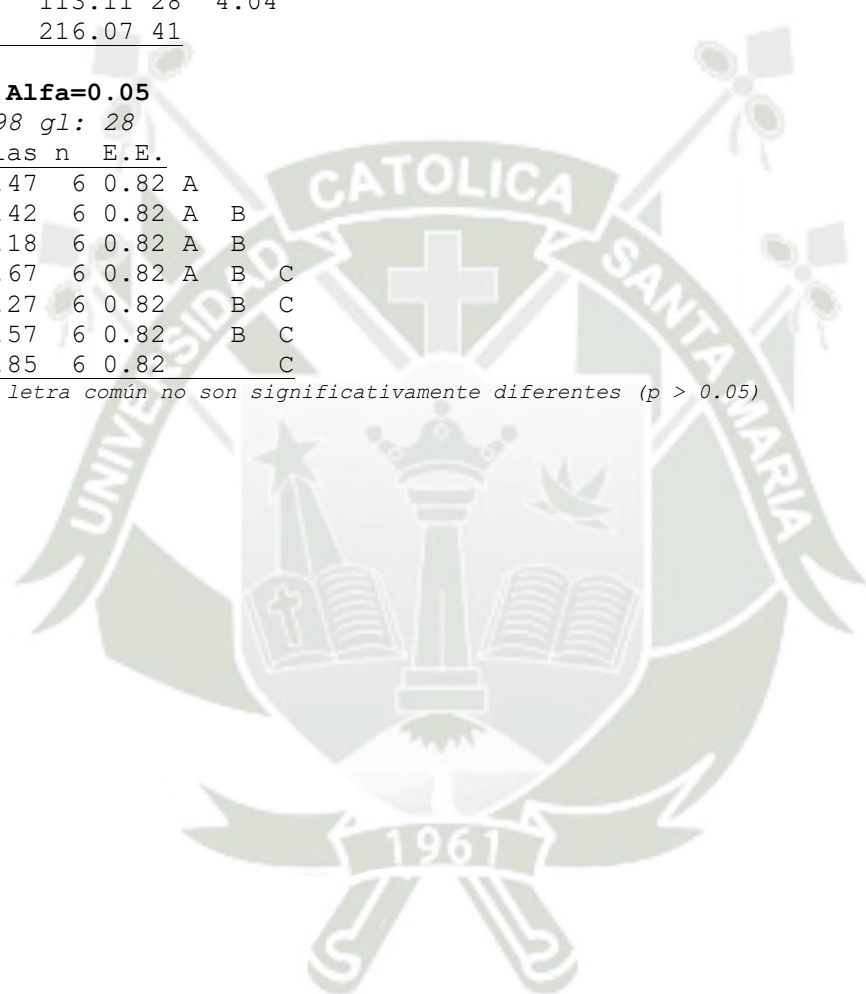 113.11 28 4.04
216.07 41
Alfa=0.05
98 gl: 28
ias n E.E.
.47 6 0.82 A
.42 6 0.82 A B
.18 6 0.82 A B
.67 6 0.82 A B C
.27 6 0.82 B C
.57 6 0.82 B C
.85 6 0.82 C
letra común no son significativamente diferentes (p > 0.05)
UNIVERSIDAD CATOLICA SANTA MARIA
1961